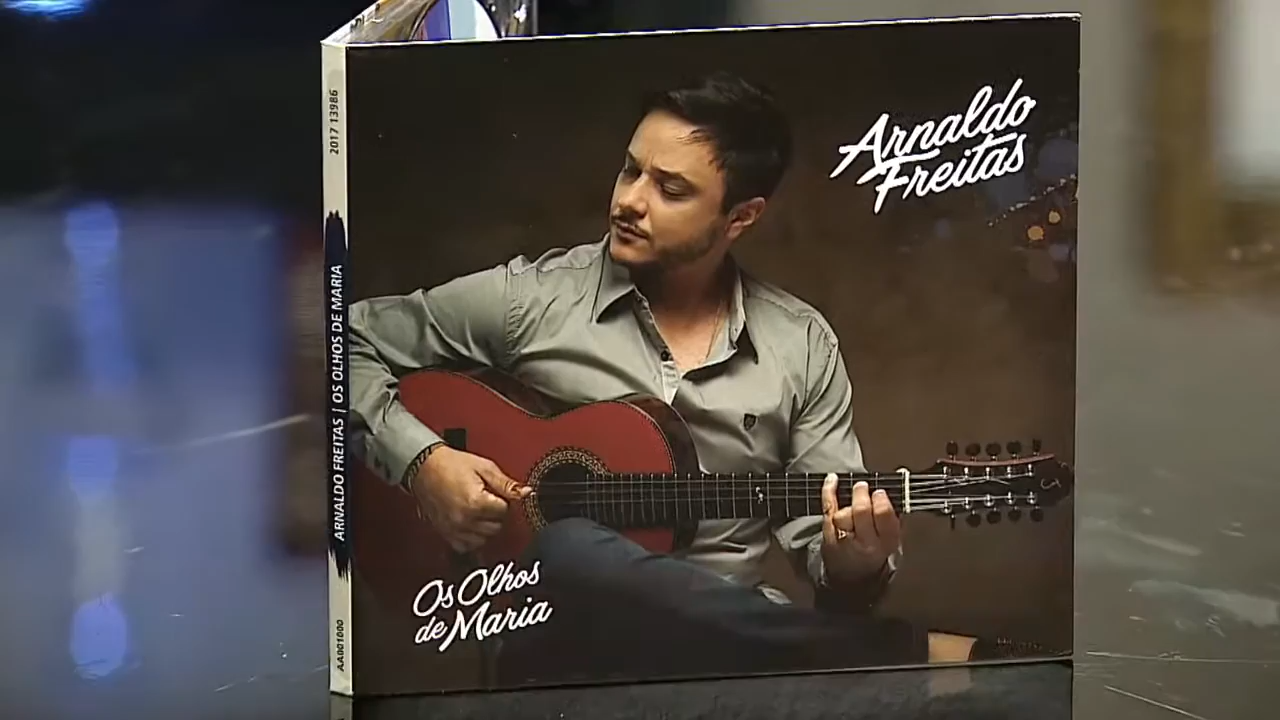 2017 13986
ARNALDO FREITAS | OS OLHOS DE MARIA
AA001000
Arnaldo
Freitas
Os Olhos
de Maria